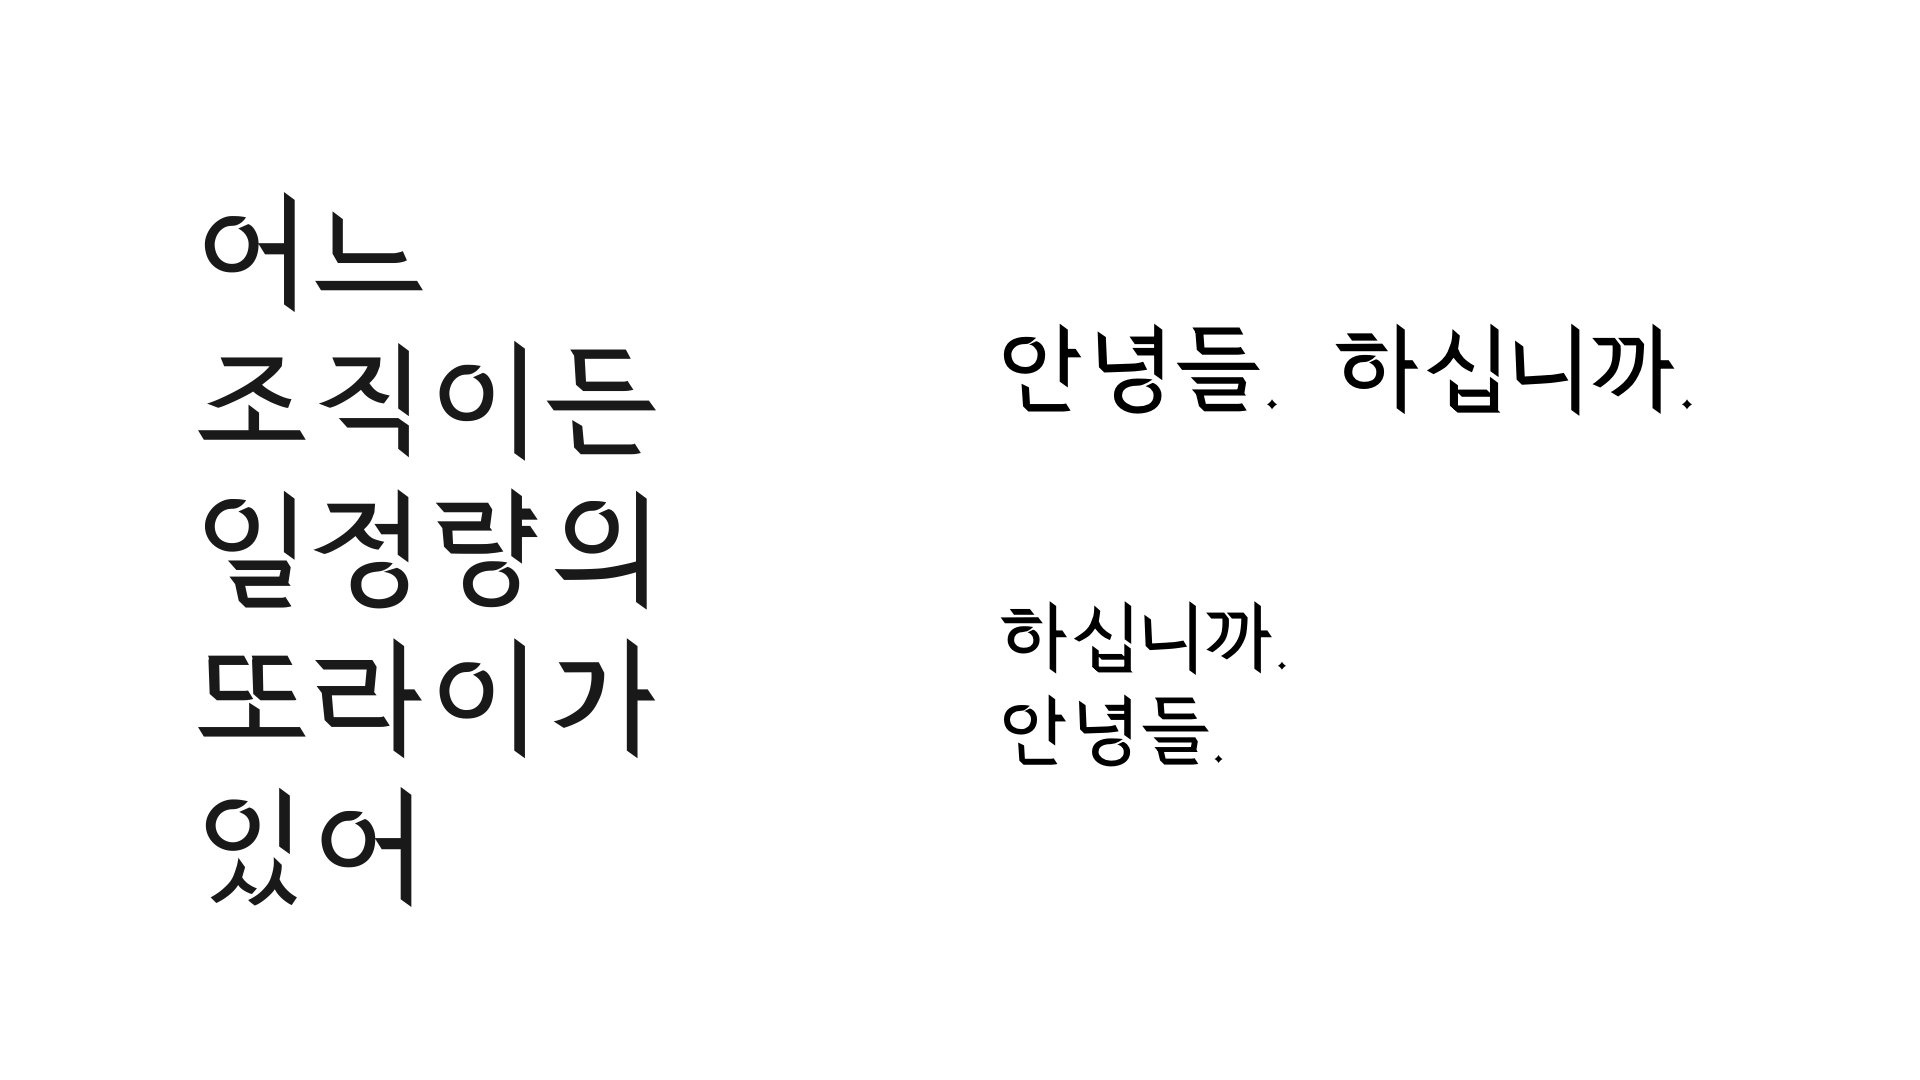 어느
조직이든
일정량의
또라이가
있어
안녕들. 하십니까.
하십니까.
안녕들.